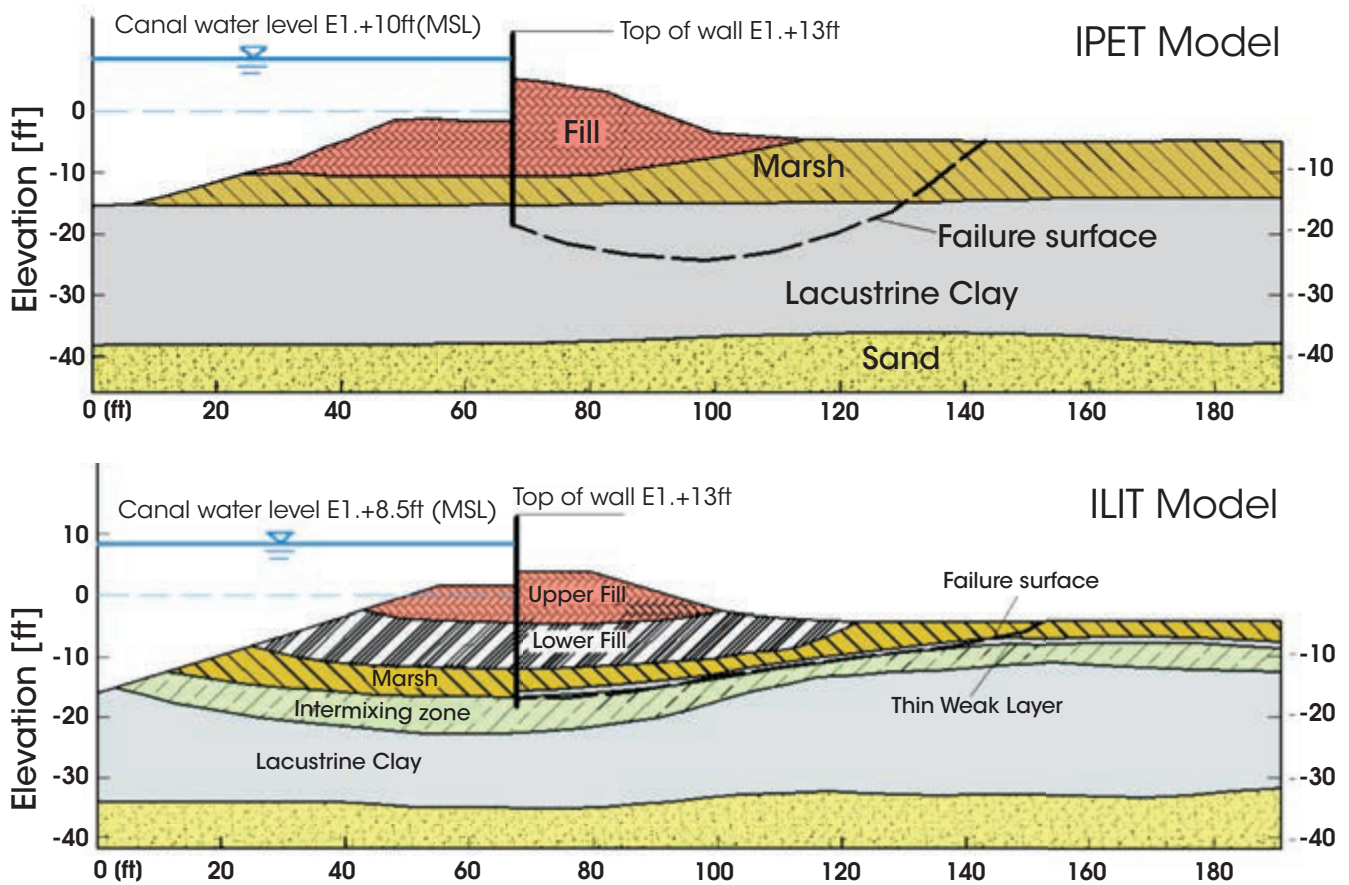 Canal water level E1.+10ft(MSL)
Top of wall E1.+13ft
IPET Model
Elevation [ft]
0
-10
-20
-30
-40
Fill
Marsh
Failure surface
Lacustrine Clay
Sand
-10
-20
-30
-40
0 (ft) 20 40 60 80 100 120 140 160 180
Canal water level E1.+8.5ft (MSL)
Top of wall E1.+13ft
ILIT Model
Elevation [ft]
10
0
-10
-20
-30
-40
Upper Fill
Lower Fill
Marsh
Intermixing zone
Lacustrine Clay
Failure surface
Thin Weak Layer
-10
-20
-30
-40
0 (ft) 20 40 60 80 100 120 140 160 180